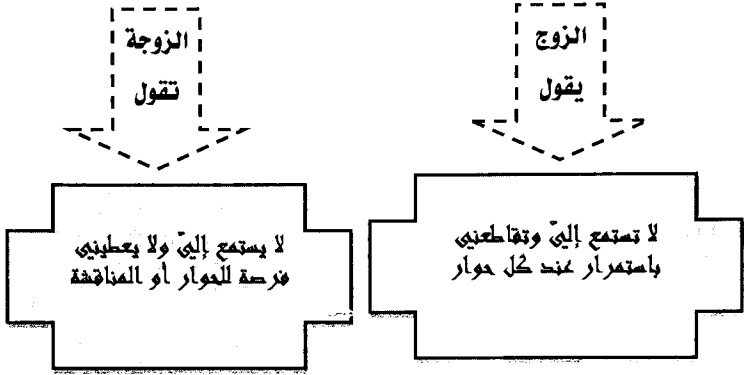 الزوج
يقول
لا تستمع إليّ وتقاطعني
باستمرار عند كل حوار
الزوجة
تقول
لا يستمع إليّ ولا يعطيني
فرصة للحوار أو المناقشة